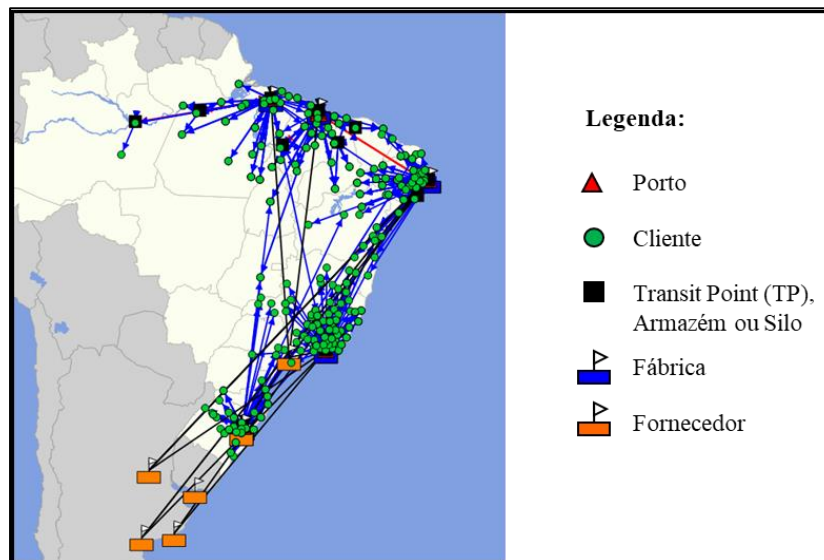 Legenda:
Porto
Cliente
Transit Point (TP),
Armazém ou Silo
Fábrica
Fornecedor